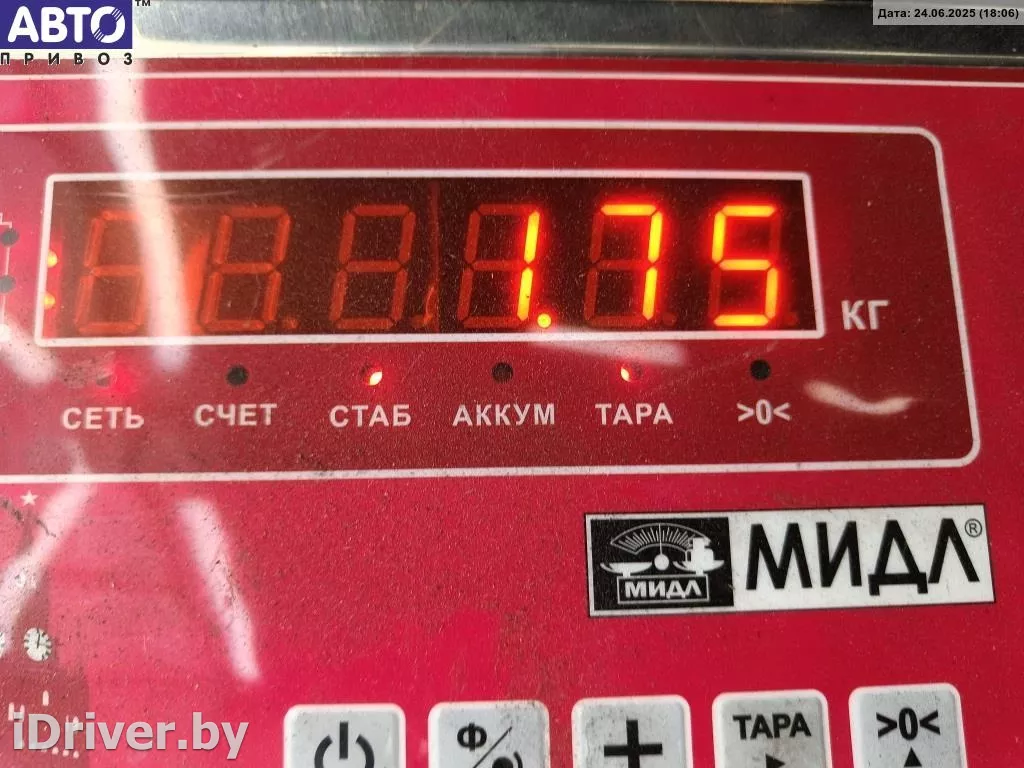 АВТО™
ПРИВОЗ
Дата: 24.06.2025 (18:06)
1.75
КГ
СЕТЬ СЧЕТ СТАБ АККУМ ТАРА >0<
МИДЛ МИДЛ®
Ф + ТАРА >0<
iDriver.by